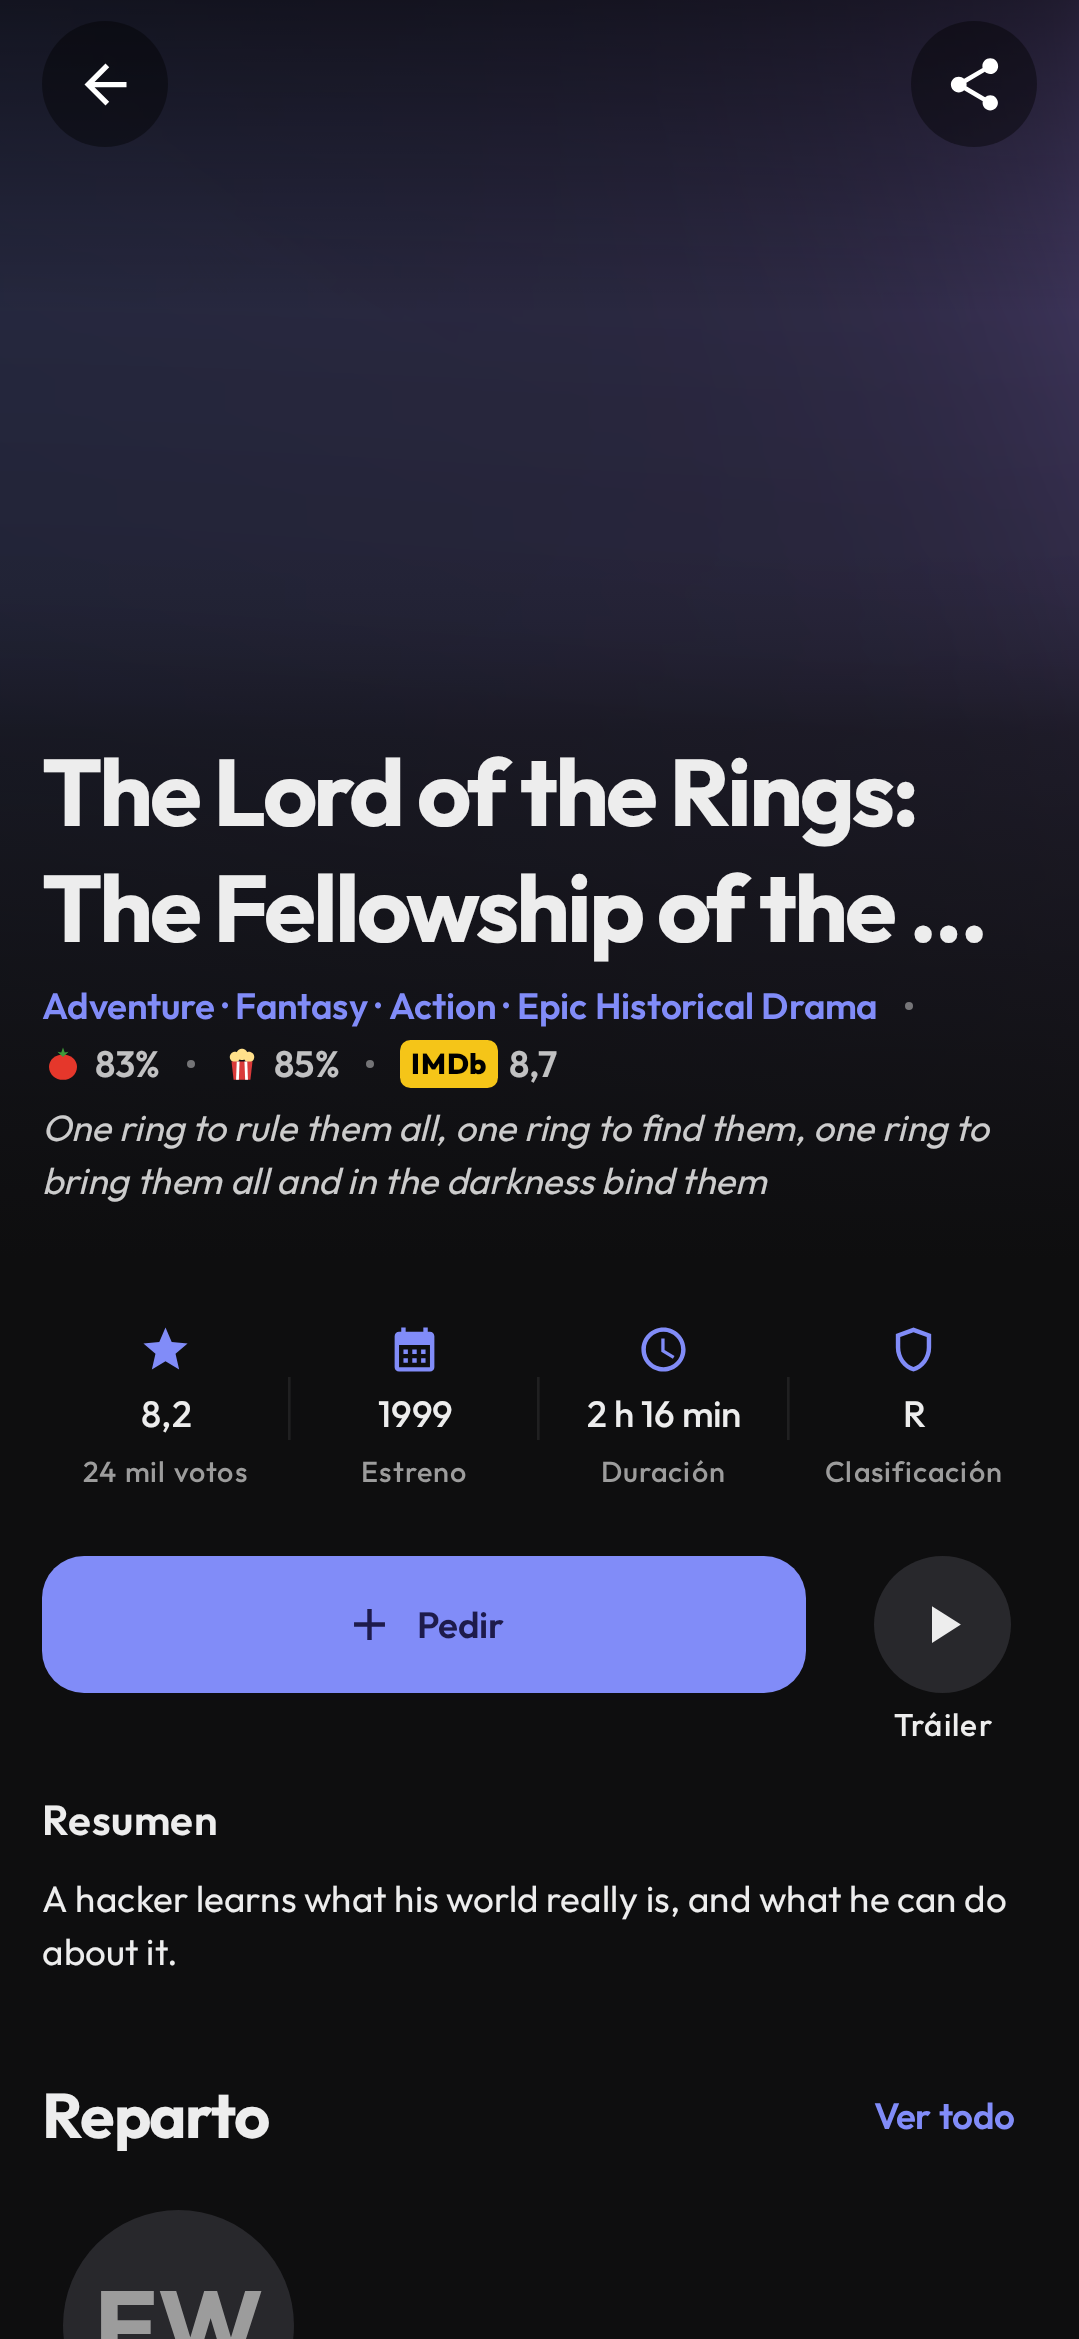 The Lord of the Rings:
The Fellowship of the ...
Adventure · Fantasy · Action · Epic Historical Drama •
83% • 85% • IMDb 8,7
One ring to rule them all, one ring to find them, one ring to
bring them all and in the darkness bind them
8,2 1999 2 h 16 min R
24 mil votos Estreno Duración Clasificación
+ Pedir
Tráiler
Resumen
A hacker learns what his world really is, and what he can do
about it.
Reparto Ver todo
EW